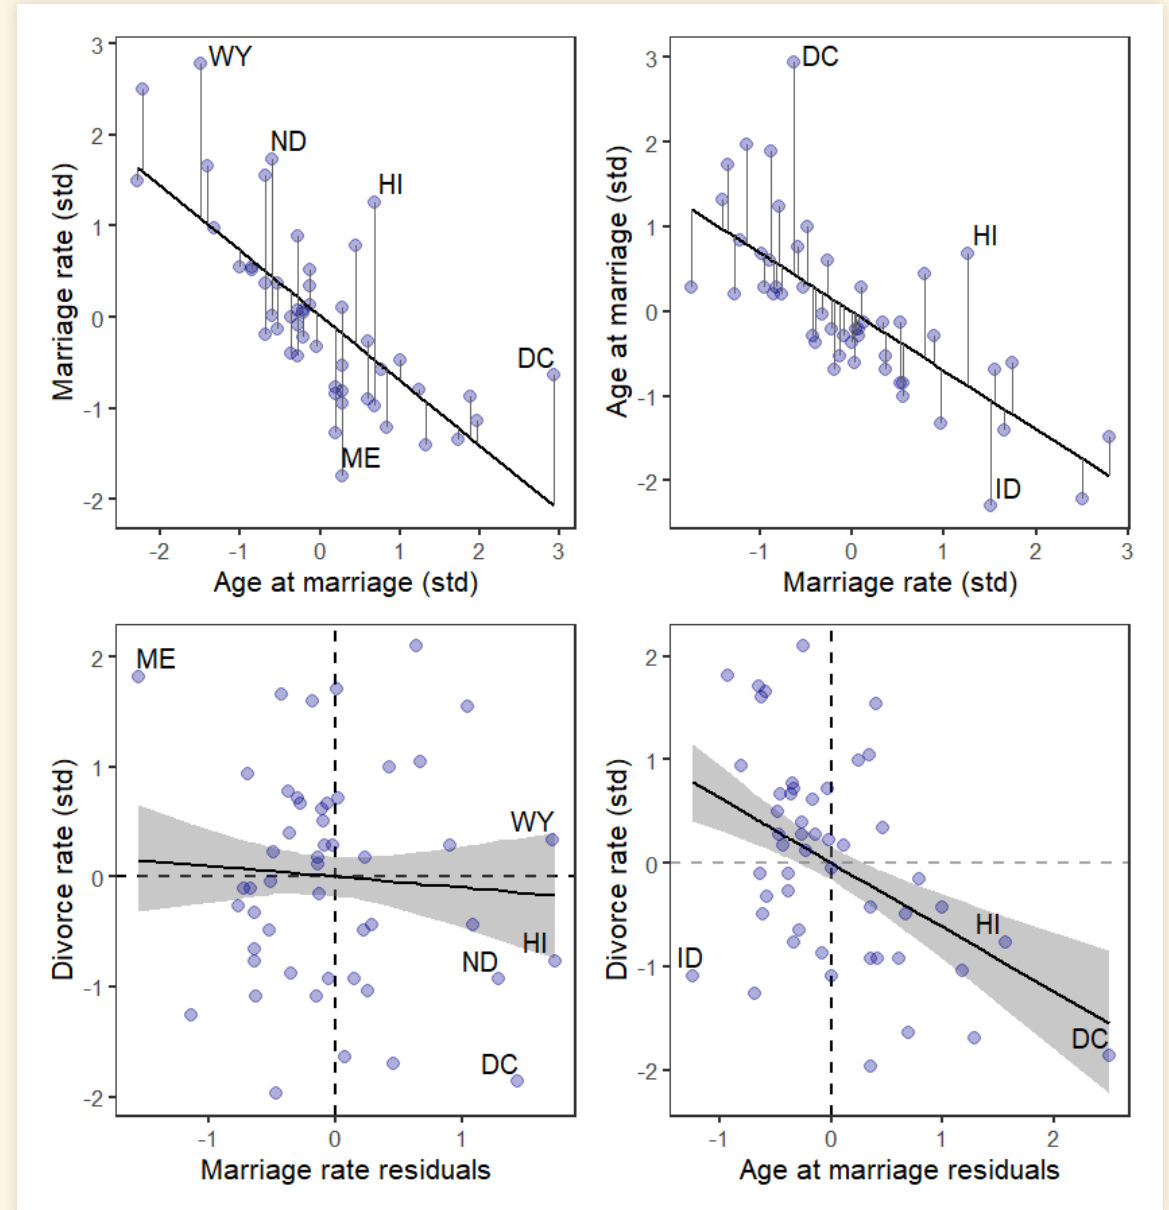 WY
ND
HI
DC
ME
3
2
1
0
-1
-2
-2
-1
0
1
2
3
Marriage rate (std)
Age at marriage (std)
DC
HI
ID
3
2
1
0
-1
-2
-1
0
1
2
3
Age at marriage (std)
Marriage rate (std)
ME
WY
HI
ND
DC
2
1
0
-1
-2
-1
0
1
Divorce rate (std)
Marriage rate residuals
HI
ID
DC
2
1
0
-1
-2
-1
0
1
2
Divorce rate (std)
Age at marriage residuals